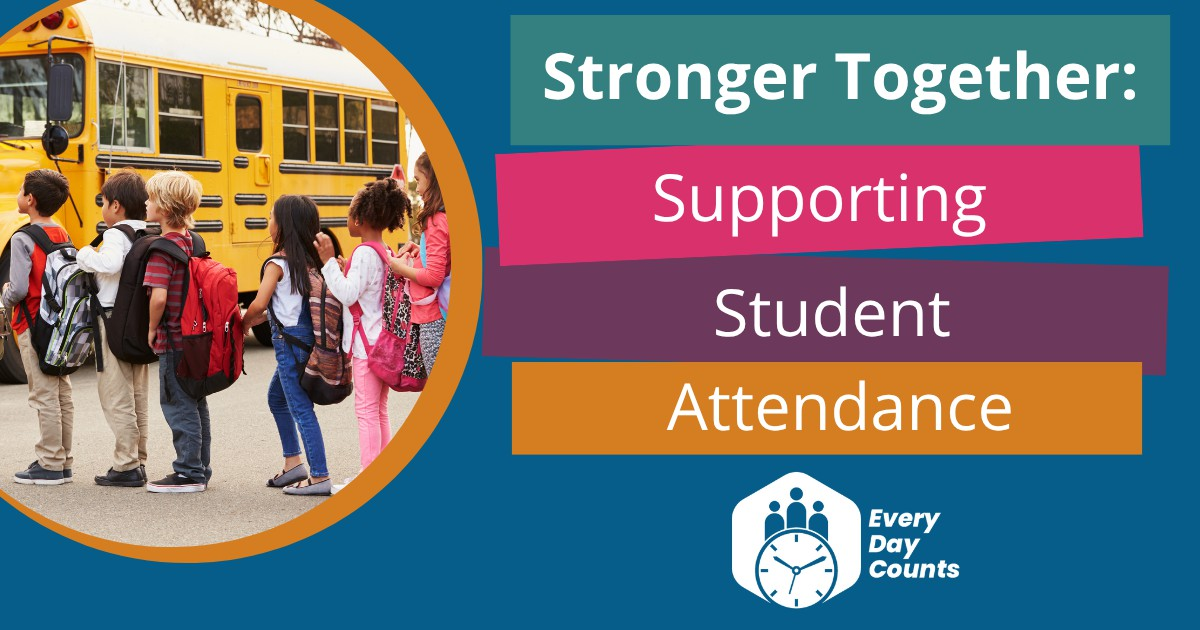 Stronger Together:
Supporting
Student
Attendance
Every
Day
Counts